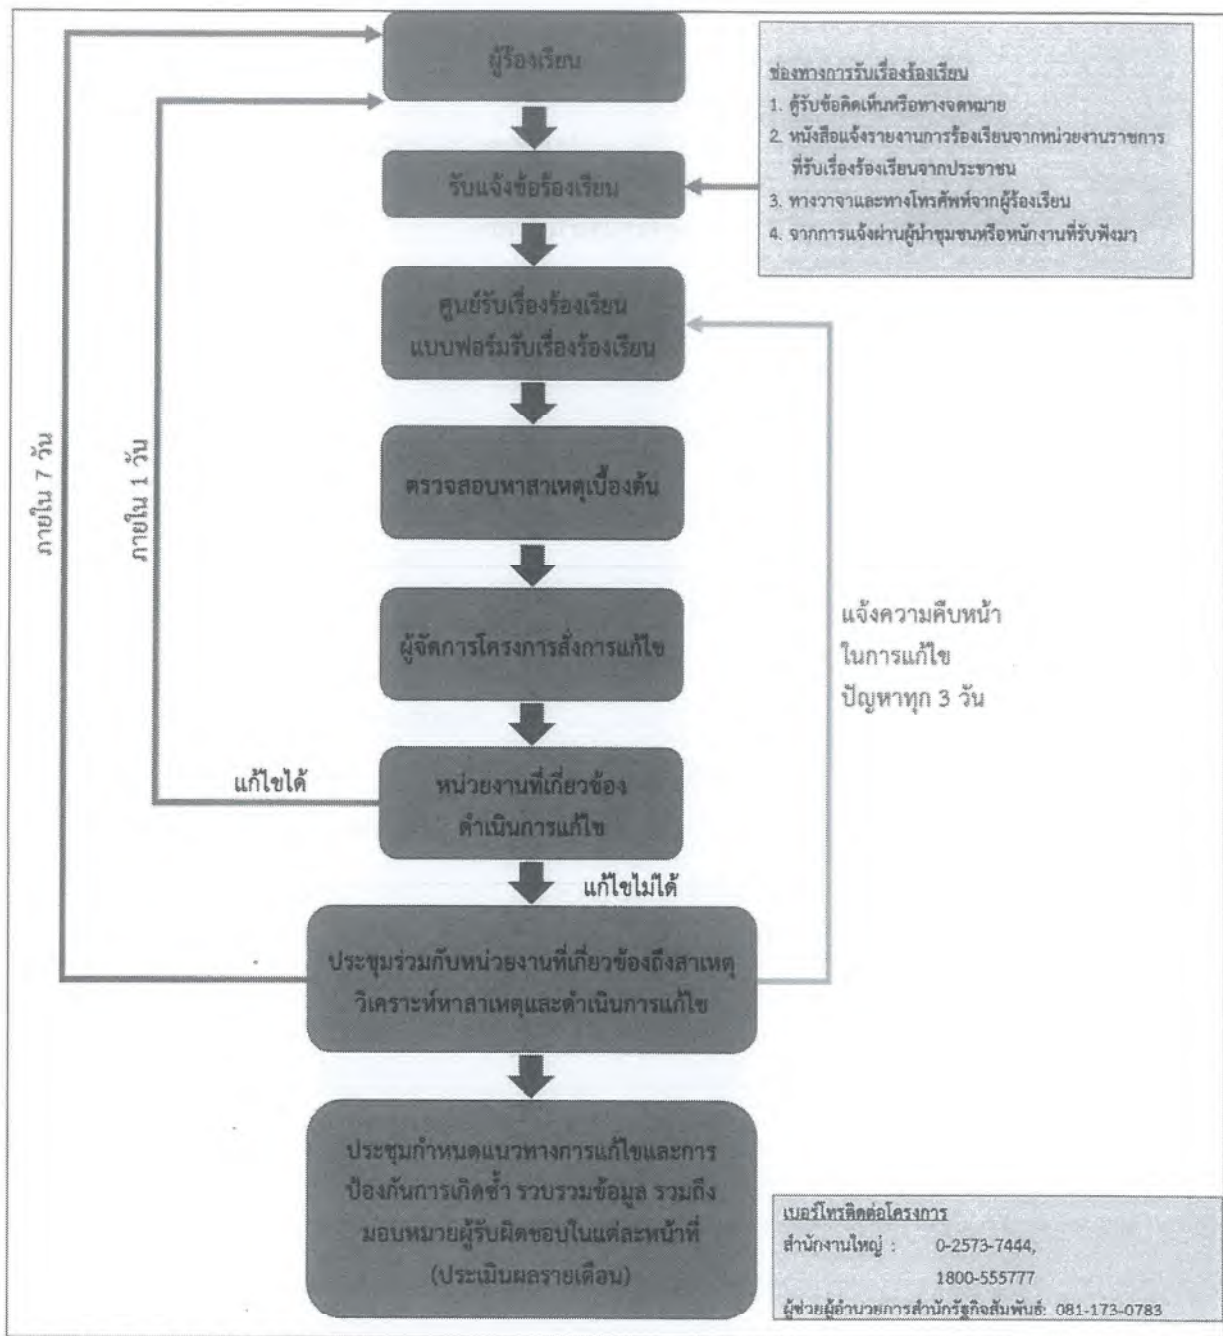 ผู้ร้องเรียน
ช่องทางการรับเรื่องร้องเรียน
1. ตู้รับข้อคิดเห็นหรือทางจดหมาย
2. หนังสือแจ้งรายงานการร้องเรียนจากหน่วยงานราชการ
ที่รับเรื่องร้องเรียนจากประชาชน
3. ทางวาจาและทางโทรศัพท์จากผู้ร้องเรียน
4. จากการแจ้งผ่านผู้นำชุมชนหรือพนักงานที่รับฟังมา
รับแจ้งข้อร้องเรียน
ศูนย์รับเรื่องร้องเรียน
แบบฟอร์มรับเรื่องร้องเรียน
ตรวจสอบหาสาเหตุเบื้องต้น
ภายใน 7 วัน
ภายใน 1 วัน
ผู้จัดการโครงการสั่งการแก้ไข
แจ้งความคืบหน้า
ในการแก้ไข
ปัญหาทุก 3 วัน
แก้ไขได้
หน่วยงานที่เกี่ยวข้อง
ดำเนินการแก้ไข
แก้ไขไม่ได้
ประชุมร่วมกับหน่วยงานที่เกี่ยวข้องถึงสาเหตุ
วิเคราะห์หาสาเหตุและดำเนินการแก้ไข
ประชุมกำหนดแนวทางการแก้ไขและการ
ป้องกันการเกิดซ้ำ รวบรวมข้อมูล รวมถึง
มอบหมายผู้รับผิดชอบในแต่ละหน้าที่
(ประเมินผลรายเดือน)
เบอร์โทรติดต่อโครงการ
สำนักงานใหญ่ : 0-2573-7444,
1800-555777
ผู้ช่วยผู้อำนวยการสำนักรัฐกิจสัมพันธ์: 081-173-0783